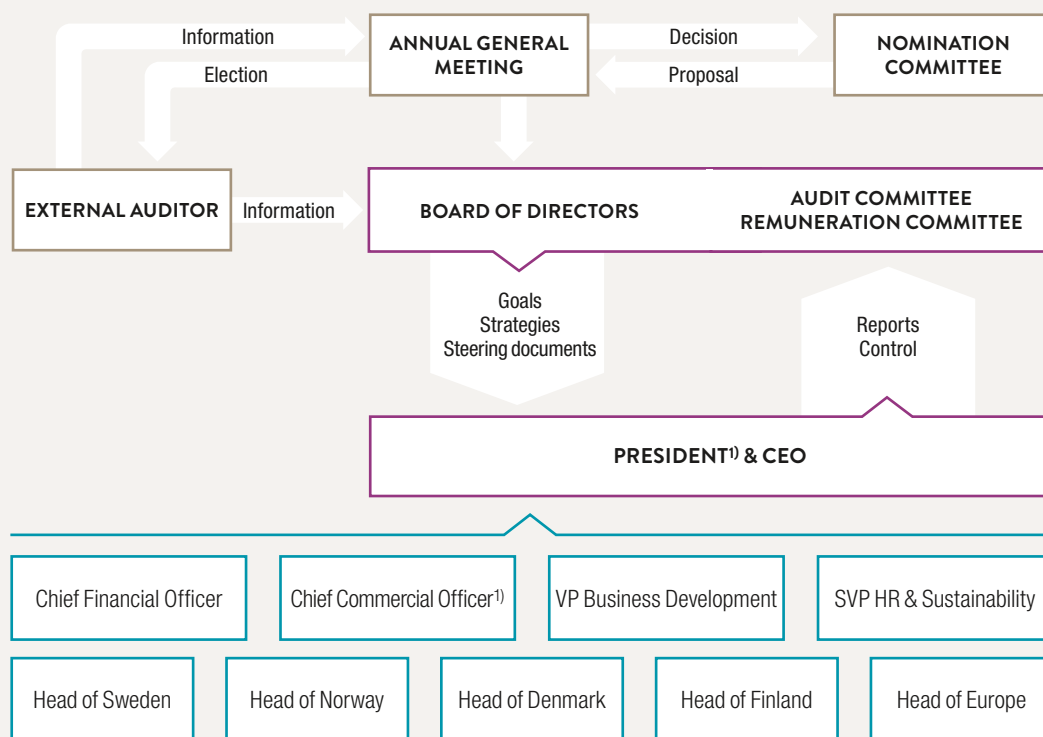 Information
ANNUAL GENERAL
MEETING
Decision
NOMINATION
COMMITTEE
Election
Proposal
EXTERNAL AUDITOR
Information
BOARD OF DIRECTORS
AUDIT COMMITTEE
REMUNERATION COMMITTEE
Goals
Strategies
Steering documents
Reports
Control
PRESIDENT1) & CEO
Chief Financial Officer
Chief Commercial Officer1)
VP Business Development
SVP HR & Sustainability
Head of Sweden
Head of Norway
Head of Denmark
Head of Finland
Head of Europe